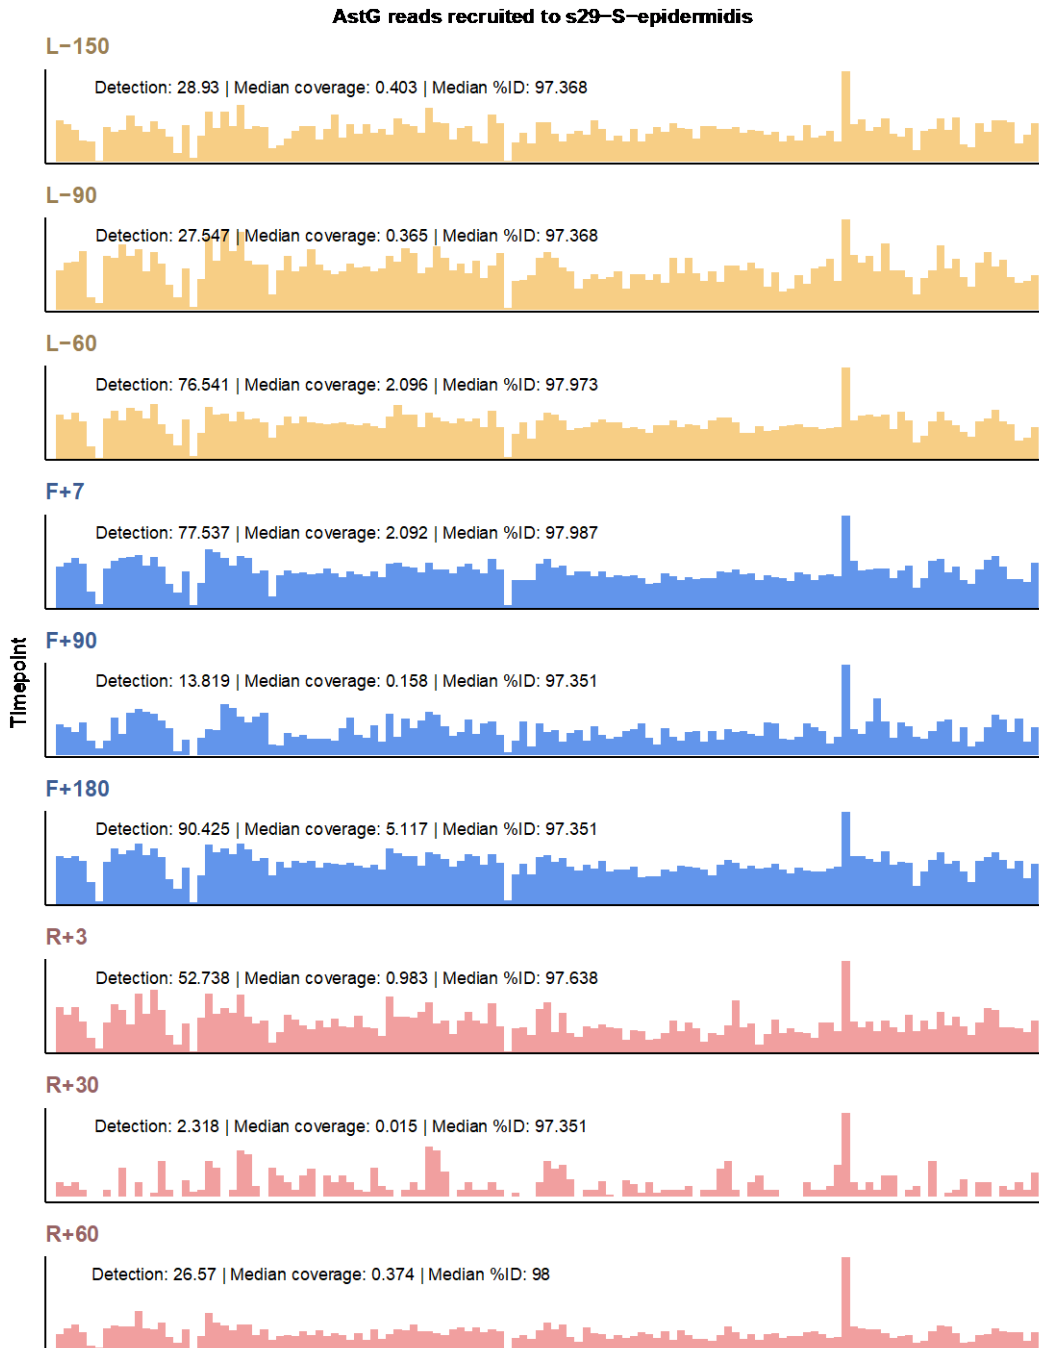 AstG reads recruited to s29−S−epidermidis
L−150
Detection: 28.93 | Median coverage: 0.403 | Median %ID: 97.368
L−90
Detection: 27.547 | Median coverage: 0.365 | Median %ID: 97.368
L−60
Detection: 76.541 | Median coverage: 2.096 | Median %ID: 97.973
F+7
Detection: 77.537 | Median coverage: 2.092 | Median %ID: 97.987
Timepoint
F+90
Detection: 13.819 | Median coverage: 0.158 | Median %ID: 97.351
F+180
Detection: 90.425 | Median coverage: 5.117 | Median %ID: 97.351
R+3
Detection: 52.738 | Median coverage: 0.983 | Median %ID: 97.638
R+30
Detection: 2.318 | Median coverage: 0.015 | Median %ID: 97.351
R+60
Detection: 26.57 | Median coverage: 0.374 | Median %ID: 98